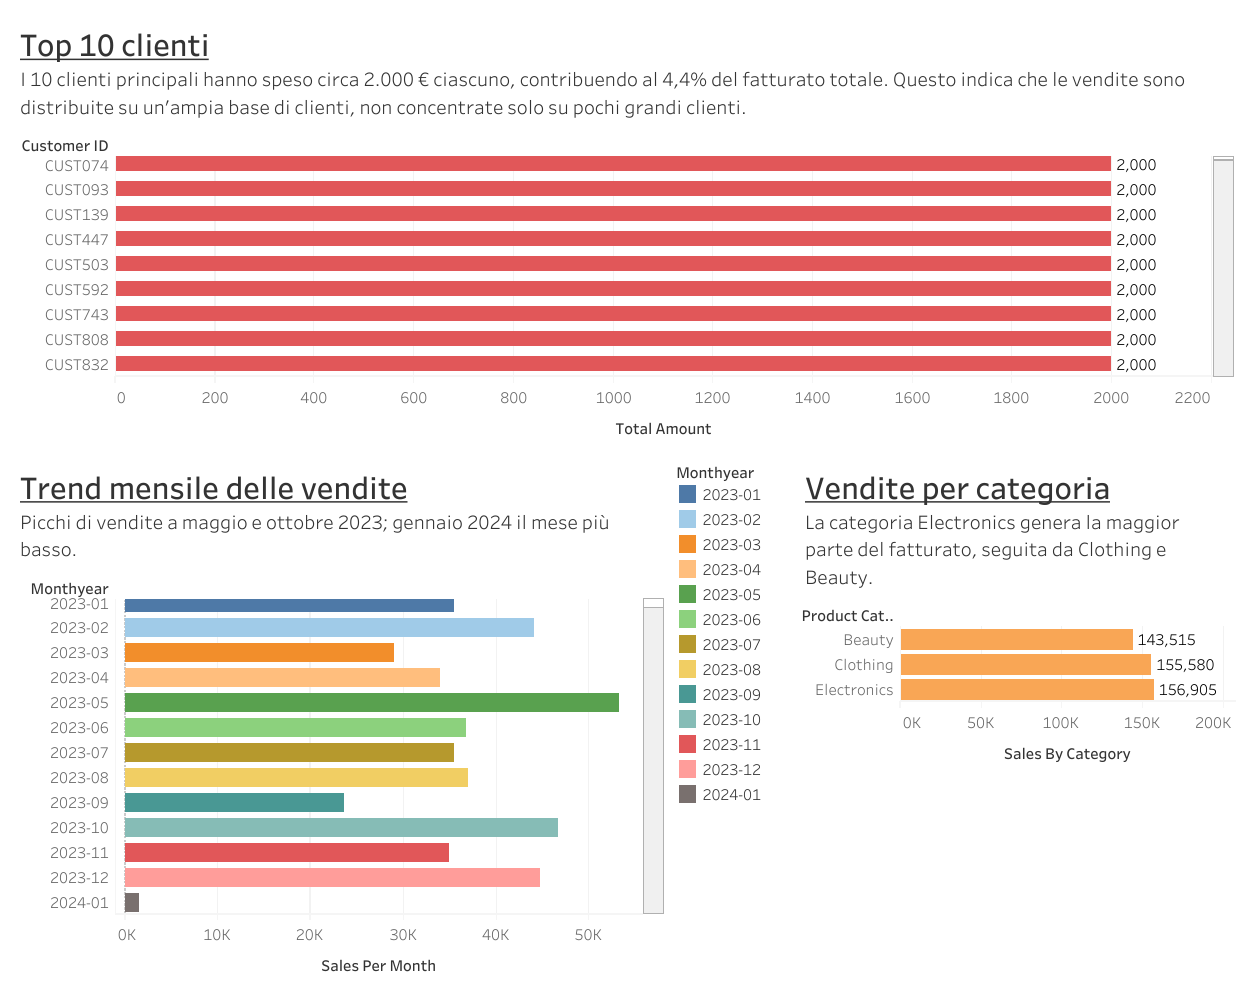 Top 10 clienti
I 10 clienti principali hanno speso circa 2.000 € ciascuno, contribuendo al 4,4% del fatturato totale. Questo indica che le vendite sono
distribuite su un’ampia base di clienti, non concentrate solo su pochi grandi clienti.
Customer ID
CUST074 2,000
CUST093 2,000
CUST139 2,000
CUST447 2,000
CUST503 2,000
CUST592 2,000
CUST743 2,000
CUST808 2,000
CUST832 2,000
0 200 400 600 800 1000 1200 1400 1600 1800 2000 2200
Total Amount
Trend mensile delle vendite
Picchi di vendite a maggio e ottobre 2023; gennaio 2024 il mese più
basso.
Monthyear
2023-01
2023-02
2023-03
2023-04
2023-05
2023-06
2023-07
2023-08
2023-09
2023-10
2023-11
2023-12
2024-01
0K 10K 20K 30K 40K 50K
Sales Per Month
Monthyear
2023-01
2023-02
2023-03
2023-04
2023-05
2023-06
2023-07
2023-08
2023-09
2023-10
2023-11
2023-12
2024-01
Vendite per categoria
La categoria Electronics genera la maggior
parte del fatturato, seguita da Clothing e
Beauty.
Product Cat..
Beauty 143,515
Clothing 155,580
Electronics 156,905
0K 50K 100K 150K 200K
Sales By Category